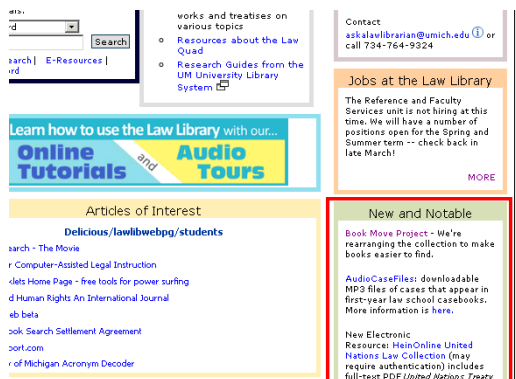 works and treatises on
various topics
Resources about the Law
Quad
Research Guides from the
UM University Library
System
Search
E-Resources |
Contact
askalawlibrarian@umich.edu or
call 734-764-9324
Jobs at the Law Library
The Reference and Faculty
Services unit is not hiring at this
time. We will have a number of
positions open for the Spring and
Summer term -- check back in
late March!
MORE
Learn how to use the Law Library with our...
Online
Tutorials
and
Audio
Tours
Articles of Interest
Delicious/lawlibwebpg/students
earch - The Movie
r Computer-Assisted Legal Instruction
klets Home Page - free tools for power surfing
d Human Rights An International Journal
eb beta
ook Search Settlement Agreement
port.com
y of Michigan Acronym Decoder
New and Notable
Book Move Project - We're
rearranging the collection to make
books easier to find.
AudioCaseFiles: downloadable
MP3 files of cases that appear in
first-year law school casebooks.
More information is here.
New Electronic
Resource: HeinOnline United
Nations Law Collection (may
require authentication) includes
full-text PDF United Nations Treaty